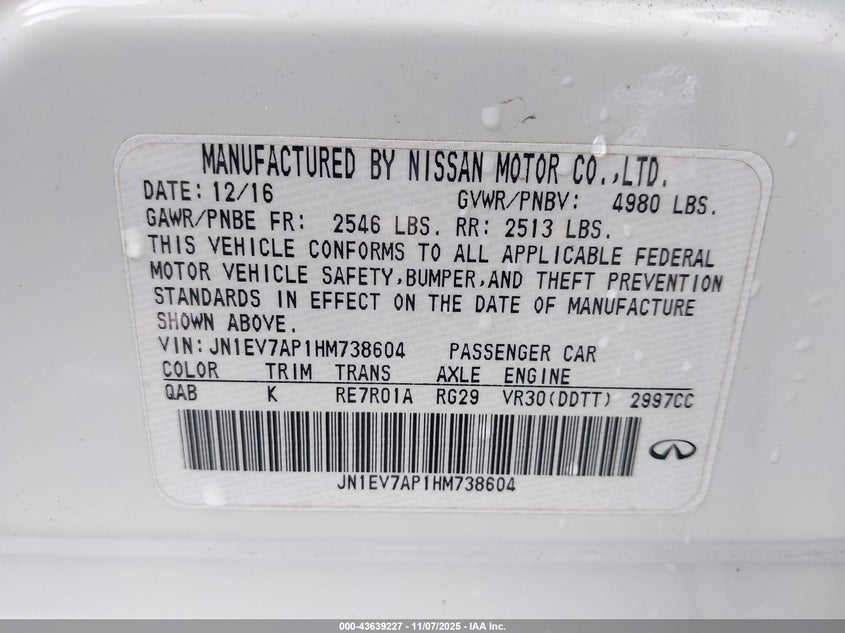 MANUFACTURED BY NISSAN MOTOR CO.,LTD.
DATE: 12/16 GVWR/PNBV: 4980 LBS.
GAWR/PNBE FR: 2546 LBS. RR: 2513 LBS.
THIS VEHICLE CONFORMS TO ALL APPLICABLE FEDERAL
MOTOR VEHICLE SAFETY,BUMPER,AND THEFT PREVENTION
STANDARDS IN EFFECT ON THE DATE OF MANUFACTURE
SHOWN ABOVE.
VIN:JN1EV7AP1HM738604 PASSENGER CAR
COLOR TRIM TRANS AXLE ENGINE
QAB K RE7R01A RG29 VR30(DDTT) 2997CC
JN1EV7AP1HM738604
000-43639227 - 11/07/2025 - IAA Inc.